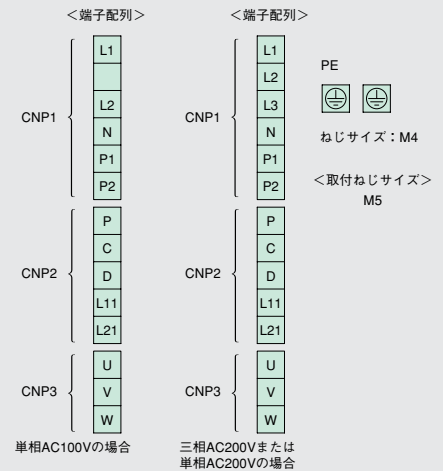 ＜端子配列＞
CNP1
L1
L2
N
P1
P2
CNP2
P
C
D
L11
L21
CNP3
U
V
W
単相AC100Vの場合
＜端子配列＞
CNP1
L1
L2
L3
N
P1
P2
CNP2
P
C
D
L11
L21
CNP3
U
V
W
三相AC200Vまたは
単相AC200Vの場合
PE
ねじサイズ：M4
＜取付ねじサイズ＞
M5